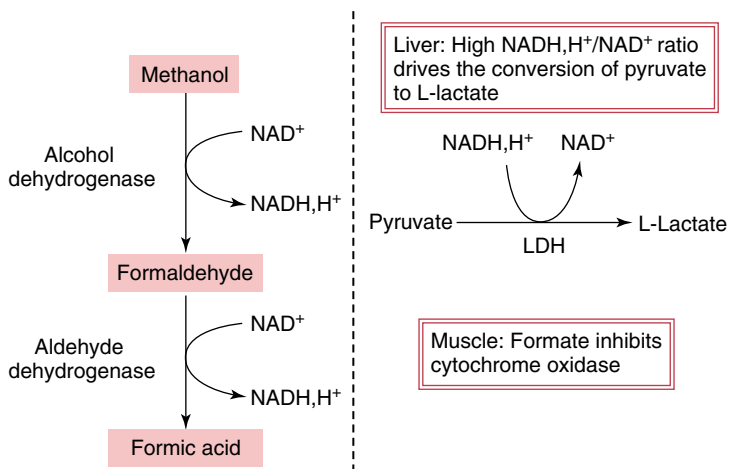 Methanol
NAD+
Alcohol
dehydrogenase
NADH,H+
Formaldehyde
NAD+
Aldehyde
dehydrogenase
NADH,H+
Formic acid
Liver: High NADH,H+/NAD+ ratio
drives the conversion of pyruvate
to L-lactate
NADH,H+ NAD+
Pyruvate L-Lactate
LDH
Muscle: Formate inhibits
cytochrome oxidase